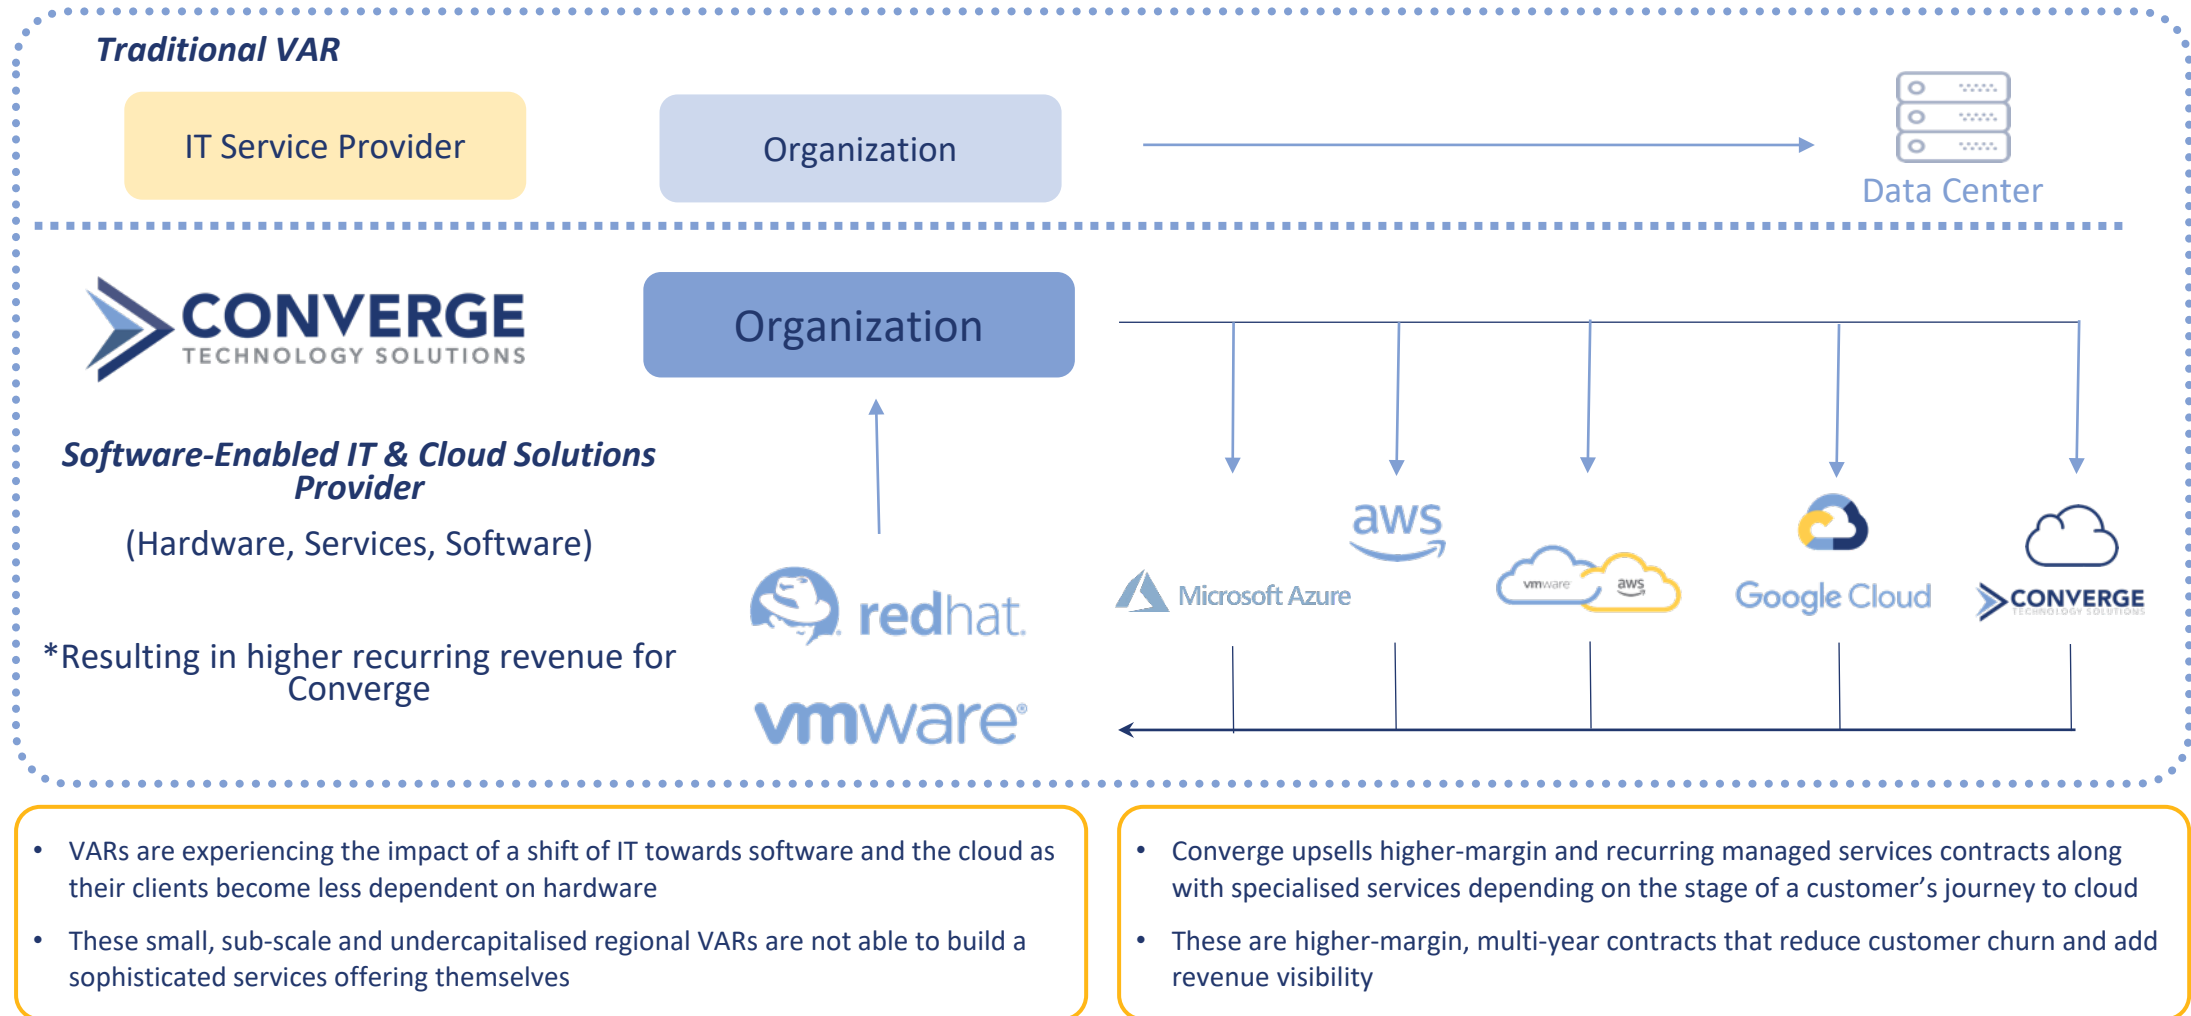 Traditional VAR
IT Service Provider
Organization
Data Center
CONVERGE
TECHNOLOGY SOLUTIONS
Organization
Software-Enabled IT & Cloud Solutions
Provider
(Hardware, Services, Software)
*Resulting in higher recurring revenue for
Converge
redhat.
vmware®
Microsoft Azure
aws
vmware
aws
Google Cloud
CONVERGE
TECHNOLOGY SOLUTIONS
• VARs are experiencing the impact of a shift of IT towards software and the cloud as
their clients become less dependent on hardware
• These small, sub-scale and undercapitalised regional VARs are not able to build a
sophisticated services offering themselves
• Converge upsells higher-margin and recurring managed services contracts along
with specialised services depending on the stage of a customer’s journey to cloud
• These are higher-margin, multi-year contracts that reduce customer churn and add
revenue visibility